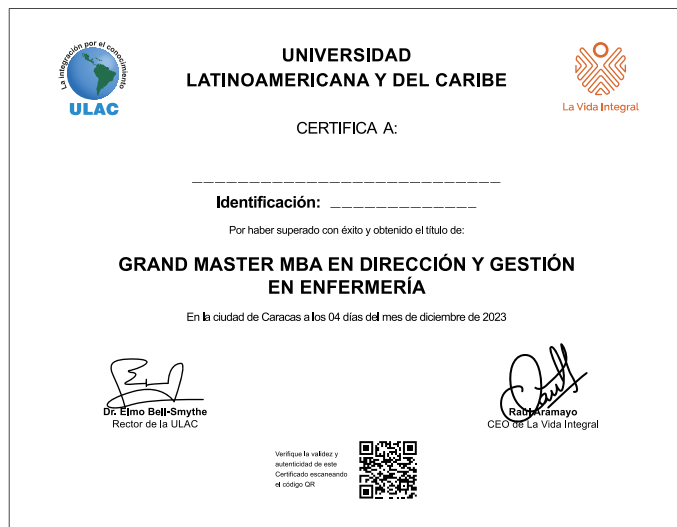 La integración por el conocimiento
ULAC
UNIVERSIDAD
LATINOAMERICANA Y DEL CARIBE
La Vida Integral
CERTIFICA A:
____________________________
Identificación: _____________
Por haber superado con éxito y obtenido el título de:
GRAND MASTER MBA EN DIRECCIÓN Y GESTIÓN
EN ENFERMERÍA
En la ciudad de Caracas a los 04 días del mes de diciembre de 2023
Dr. Elmo Bell-Smythe
Rector de la ULAC
Raúl Aramayo
CEO de La Vida Integral
Verifique la validez y
autenticidad de este
Certificado escaneando
el código QR